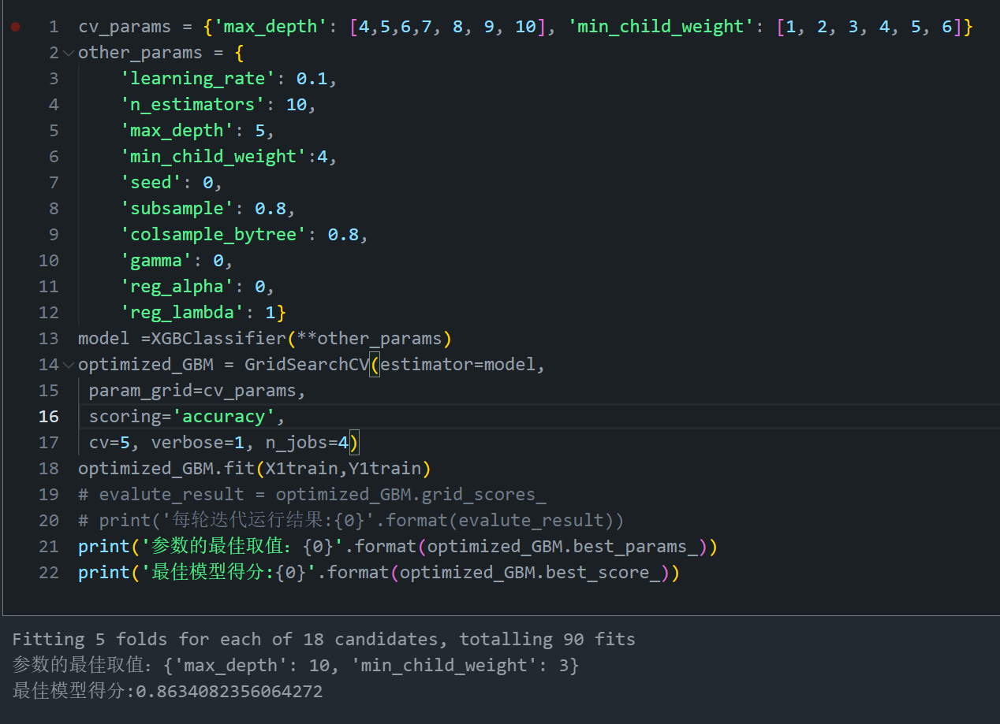 1 cv_params = {'max_depth': [4,5,6,7, 8, 9, 10], 'min_child_weight': [1, 2, 3, 4, 5, 6]}
2 other_params = {
3     'learning_rate': 0.1,
4     'n_estimators': 10,
5     'max_depth': 5,
6     'min_child_weight':4,
7     'seed': 0,
8     'subsample': 0.8,
9     'colsample_bytree': 0.8,
10     'gamma': 0,
11     'reg_alpha': 0,
12     'reg_lambda': 1}
13 model =XGBClassifier(**other_params)
14 optimized_GBM = GridSearchCV(estimator=model,
15  param_grid=cv_params,
16  scoring='accuracy',
17  cv=5, verbose=1, n_jobs=4)
18 optimized_GBM.fit(X1train,Y1train)
19 # evalute_result = optimized_GBM.grid_scores_
20 # print('每轮迭代运行结果:{0}'.format(evalute_result))
21 print('参数的最佳取值：{0}'.format(optimized_GBM.best_params_))
22 print('最佳模型得分:{0}'.format(optimized_GBM.best_score_))
Fitting 5 folds for each of 18 candidates, totalling 90 fits
参数的最佳取值：{'max_depth': 10, 'min_child_weight': 3}
最佳模型得分:0.8634082356064272